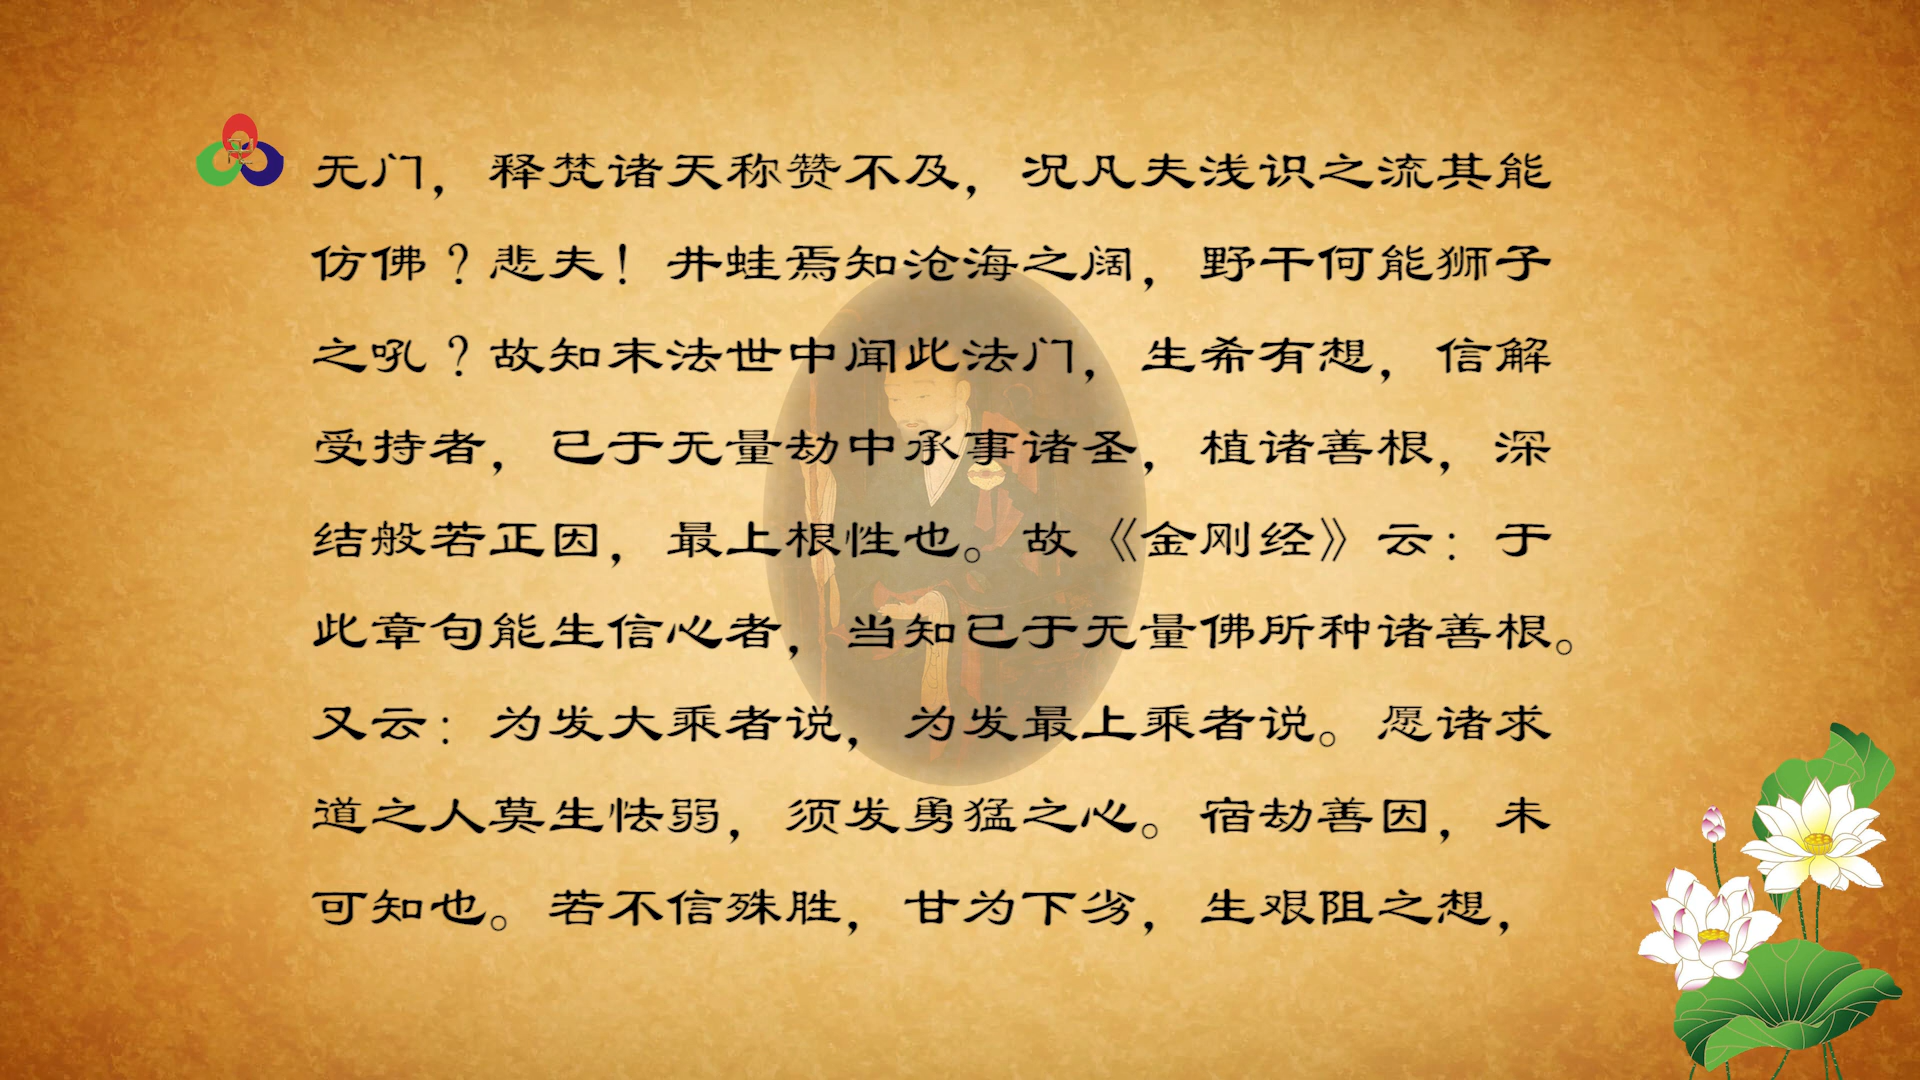 无门，释梵诸天称赞不及，况凡夫浅识之流其能
仿佛？悲夫！井蛙焉知沧海之阔，野干何能狮子
之吼？故知末法世中闻此法门，生希有想，信解
受持者，已于无量劫中承事诸圣，植诸善根，深
结般若正因，最上根性也。故《金刚经》云：于
此章句能生信心者，当知已于无量佛所种诸善根。
又云：为发大乘者说，为发最上乘者说。愿诸求
道之人莫生怯弱，须发勇猛之心。宿劫善因，未
可知也。若不信殊胜，甘为下劣，生艰阻之想，